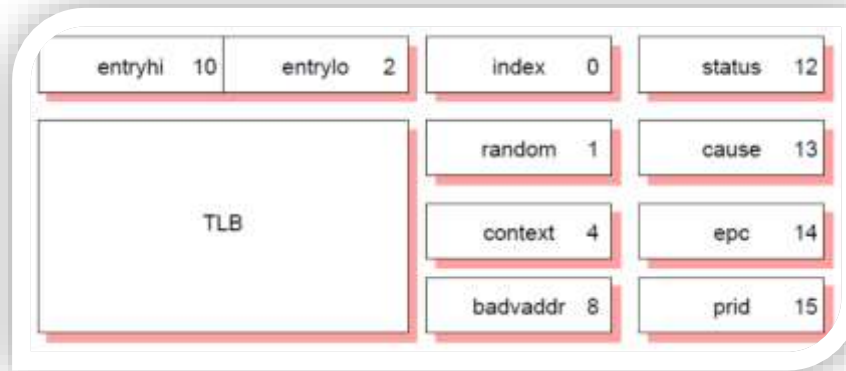 entryhi 10 entrylo 2 index 0 status 12
random 1 cause 13
TLB
context 4 epc 14
badvaddr 8 prid 15